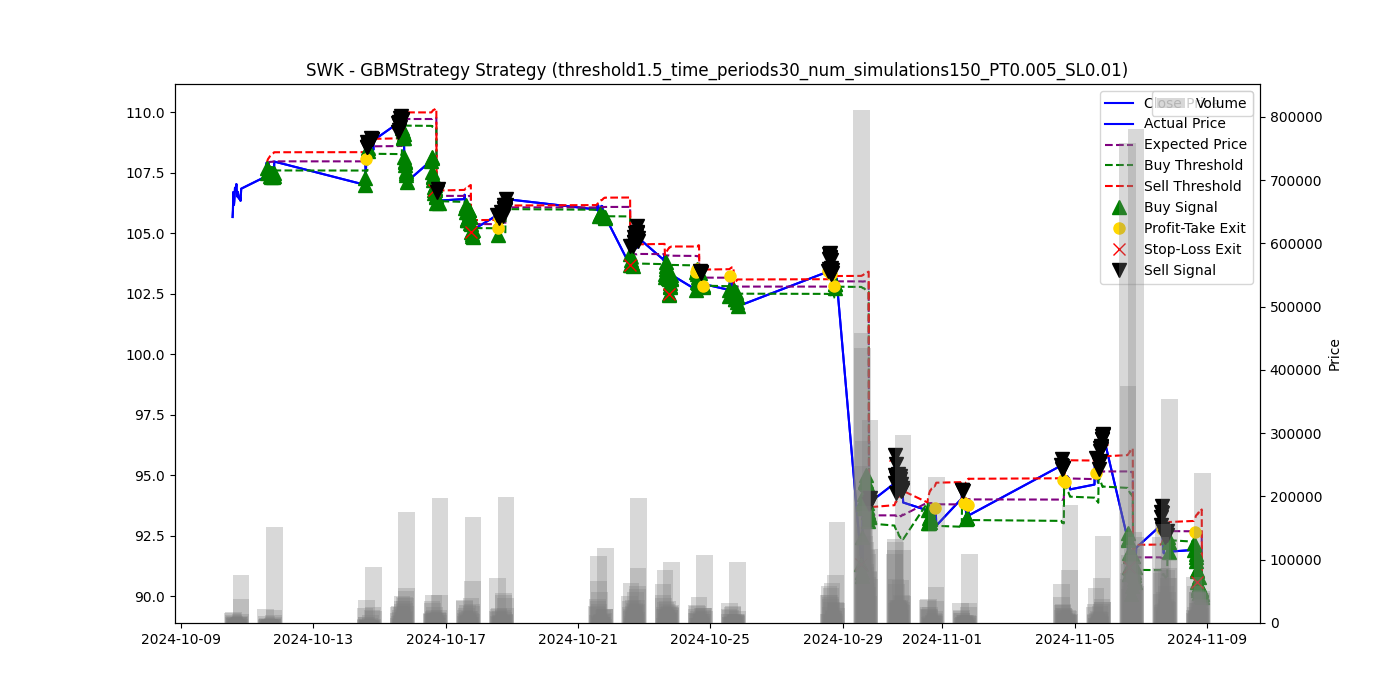 SWK - GBMStrategy Strategy (threshold1.5_time_periods30_num_simulations150_PT0.005_SL0.01)
110.0
107.5
105.0
102.5
100.0
97.5
95.0
92.5
90.0
800000
700000
600000
500000
400000
300000
200000
100000
0
Price
2024-10-09
2024-10-13
2024-10-17
2024-10-21
2024-10-25
2024-10-29
2024-11-01
2024-11-05
2024-11-09
Volume
Actual Price
Expected Price
Buy Threshold
Sell Threshold
Buy Signal
Profit-Take Exit
Stop-Loss Exit
Sell Signal